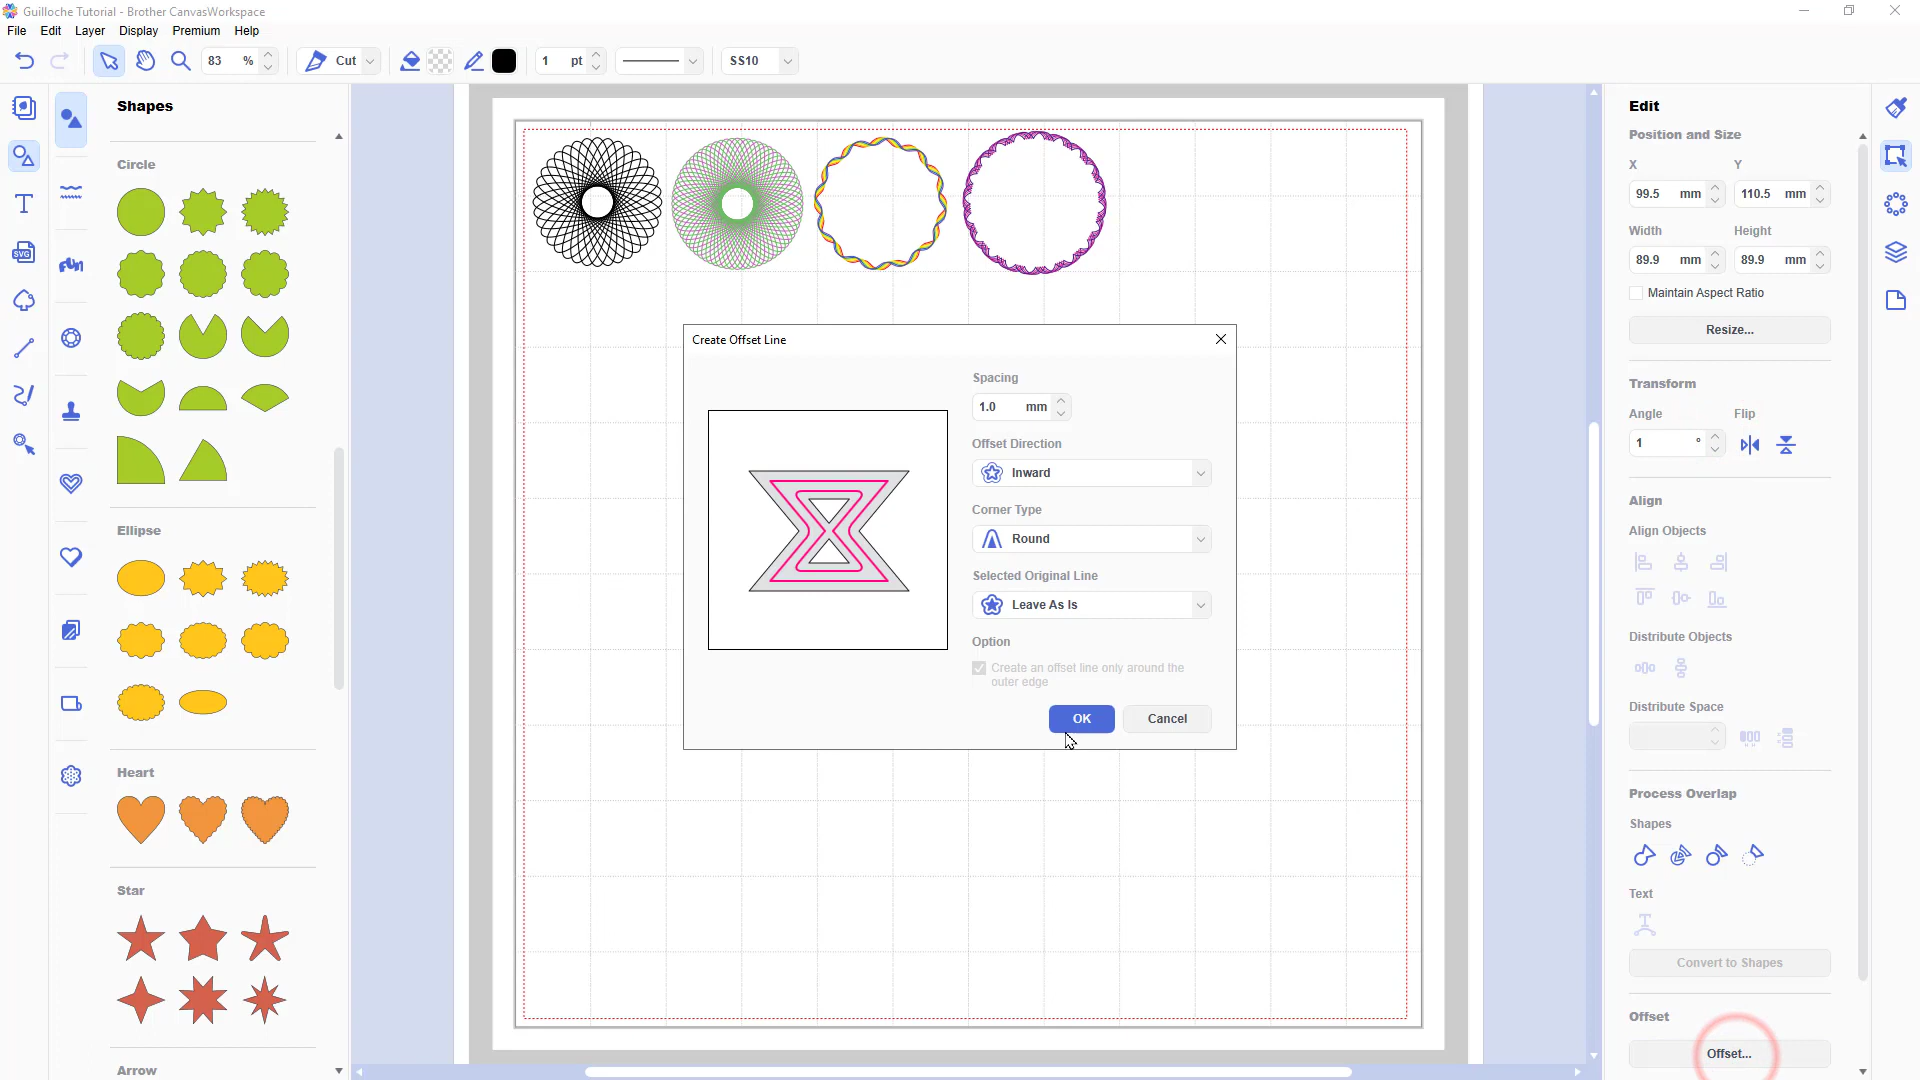 Guilloche Tutorial - Brother CanvasWorkspace
File Edit Layer Display Premium Help
83 % Cut 1 pt SS10
Shapes
Circle
Ellipse
Heart
Star
Arrow
SVG
Fun
Create Offset Line
Spacing
1.0 mm
Offset Direction
Inward
Corner Type
Round
Selected Original Line
Leave As Is
Option
Create an offset line only around the
outer edge
OK Cancel
Edit
Position and Size
X Y
99.5 mm 110.5 mm
Width Height
89.9 mm 89.9 mm
Maintain Aspect Ratio
Resize...
Transform
Angle Flip
1 °
Align
Align Objects
Distribute Objects
Distribute Space
Process Overlap
Shapes
Text
Convert to Shapes
Offset
Offset...